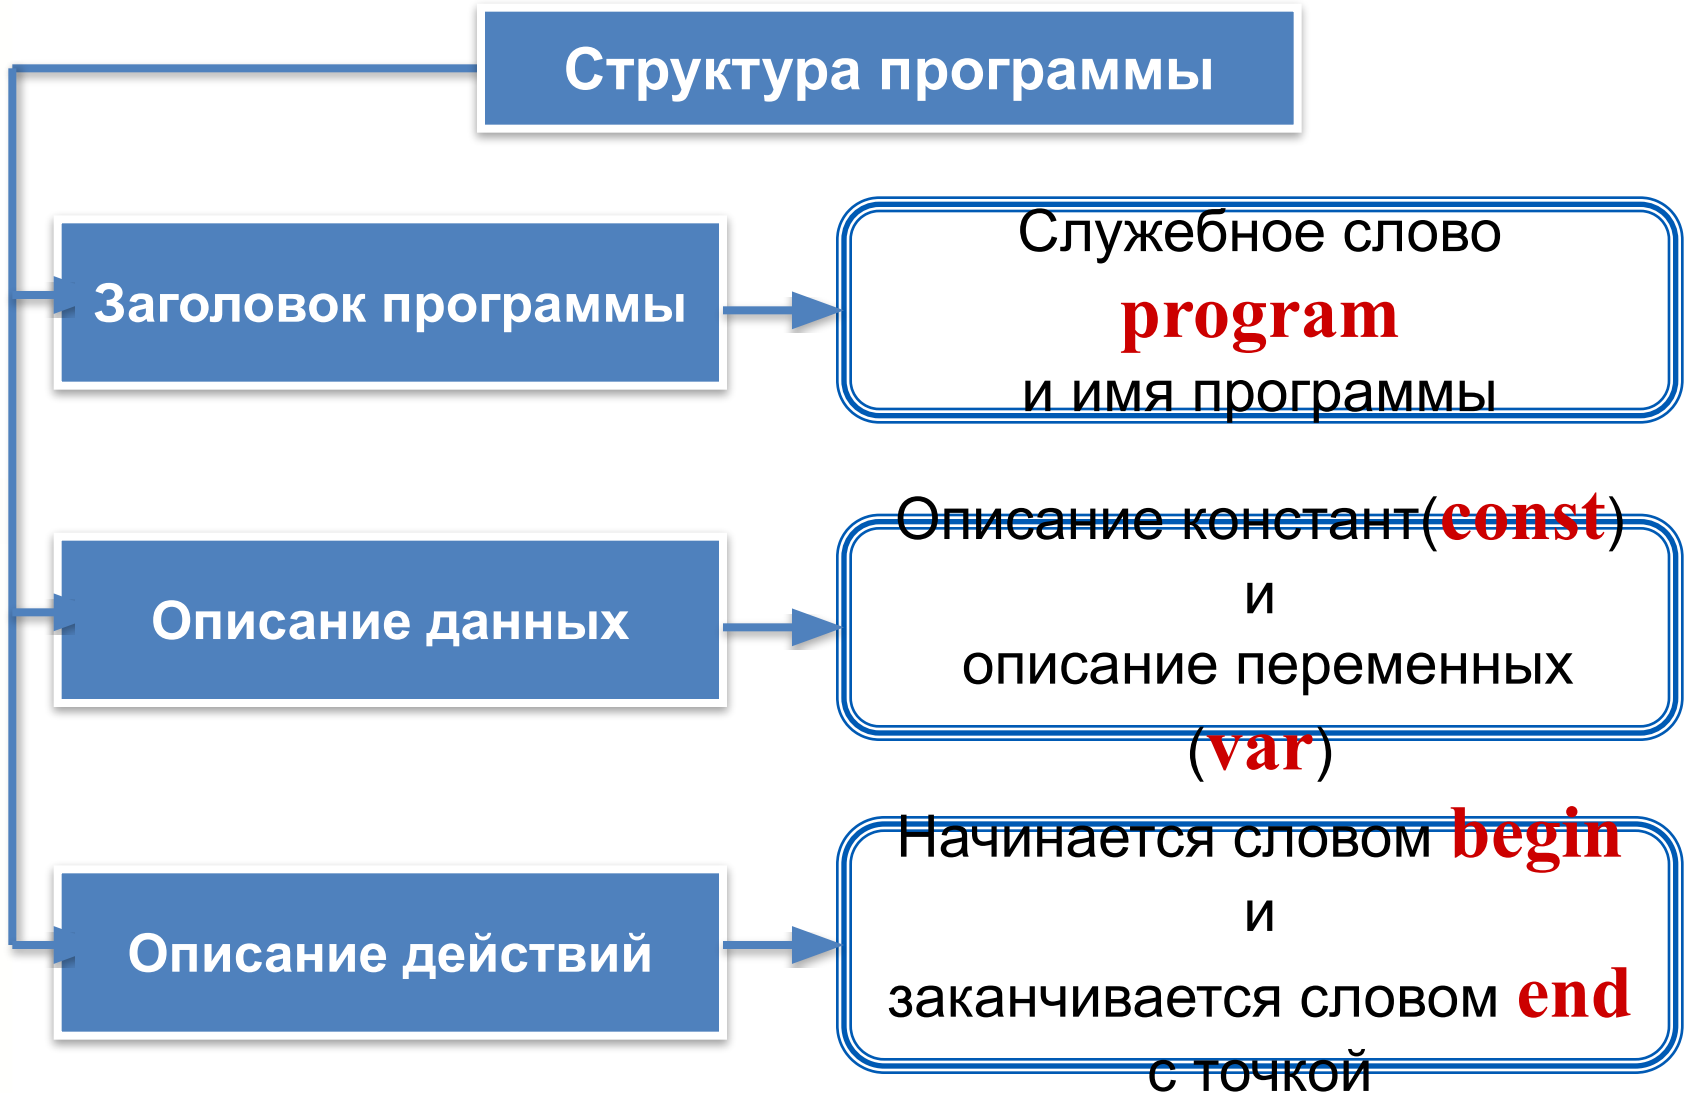 Структура программы
Заголовок программы
Служебное слово
program
и имя программы
Описание данных
Описание констант(const)
и
описание переменных
(var)
Описание действий
Начинается словом begin
и
заканчивается словом end
с точкой